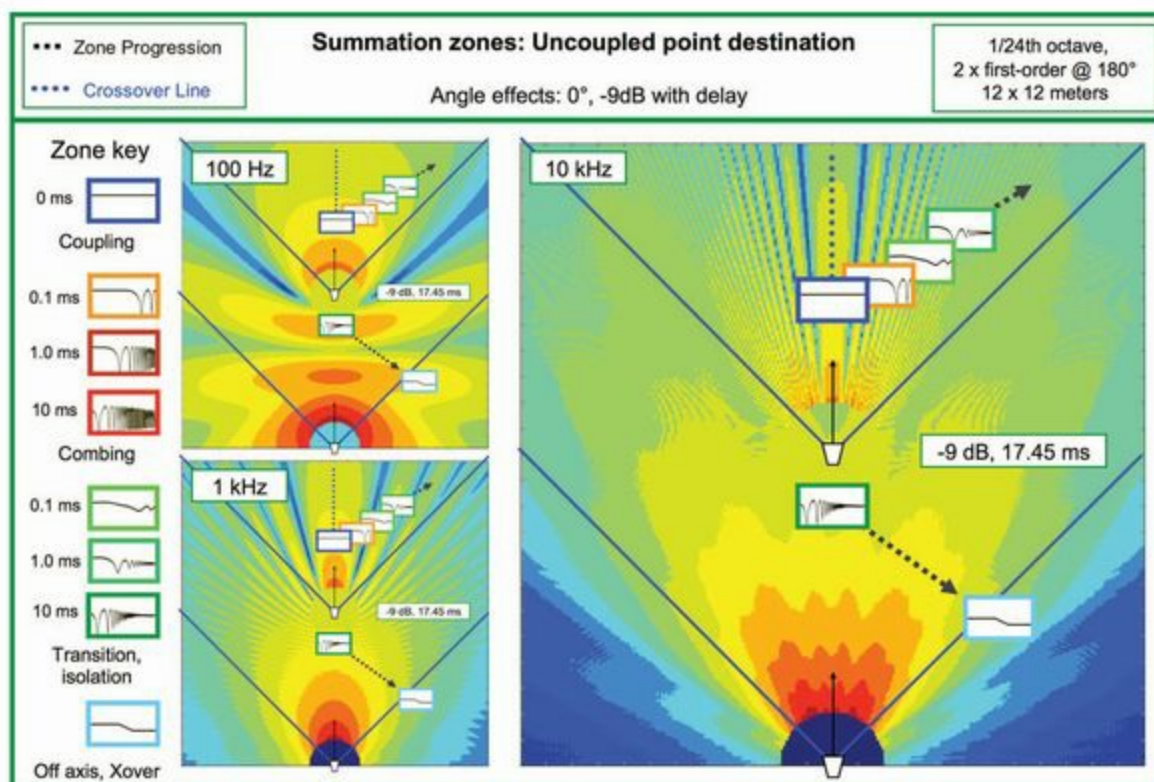 Zone Progression
Crossover Line
Summation zones: Uncoupled point destination
Angle effects: 0°, -9dB with delay
1/24th octave,
2 x first-order @ 180°
12 x 12 meters
Zone key
0 ms
Coupling
0.1 ms
1.0 ms
10 ms
Combing
0.1 ms
1.0 ms
10 ms
Transition,
isolation
Off axis, Xover
100 Hz
-9 dB, 17.45 ms
1 kHz
-9 dB, 17.45 ms
10 kHz
-9 dB, 17.45 ms